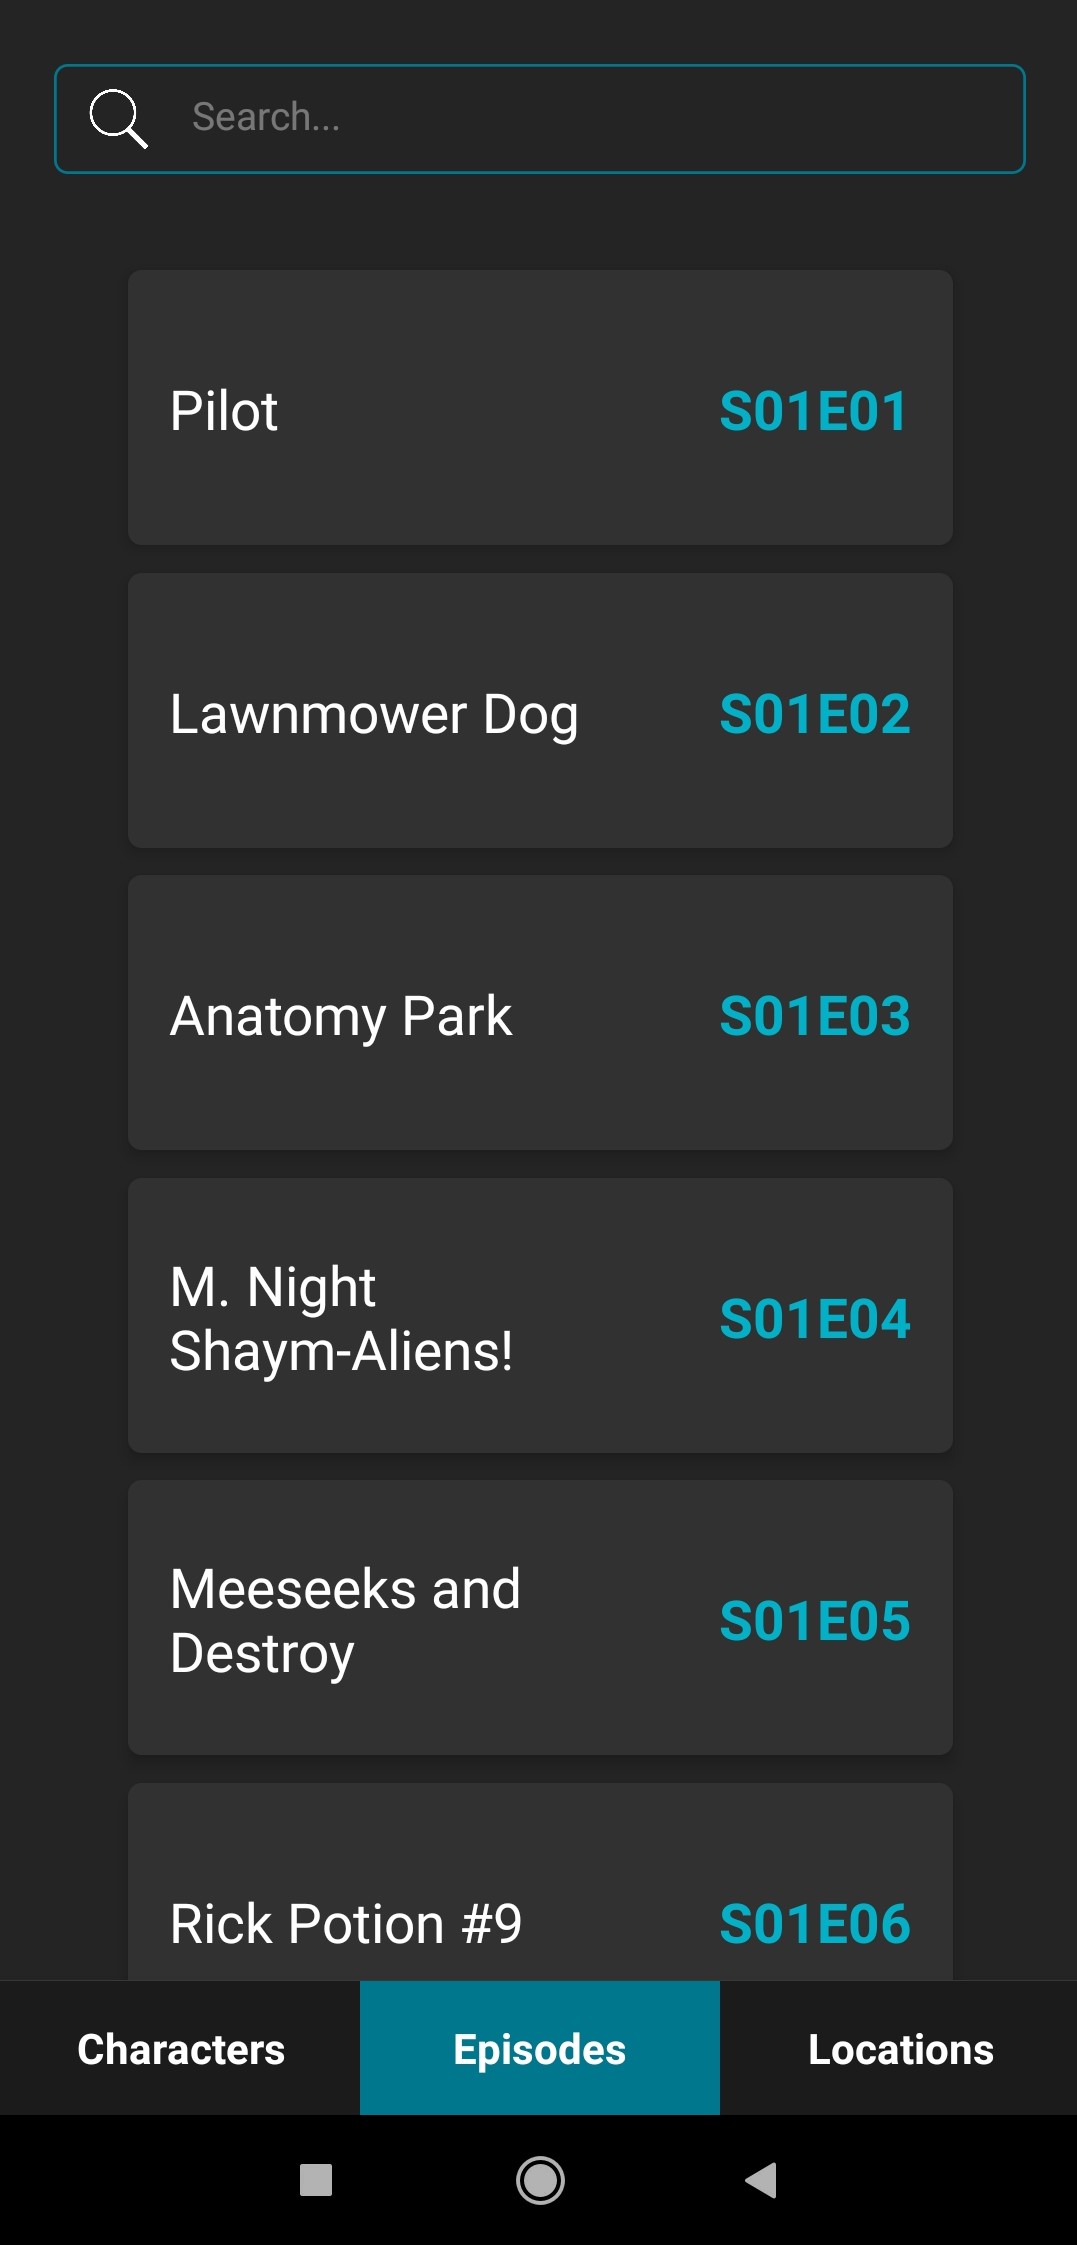 Search...
Pilot S01E01
Lawnmower Dog S01E02
Anatomy Park S01E03
M. Night
Shaym-Aliens!
S01E04
Meeseeks and
Destroy
S01E05
Rick Potion #9 S01E06
Characters Episodes Locations